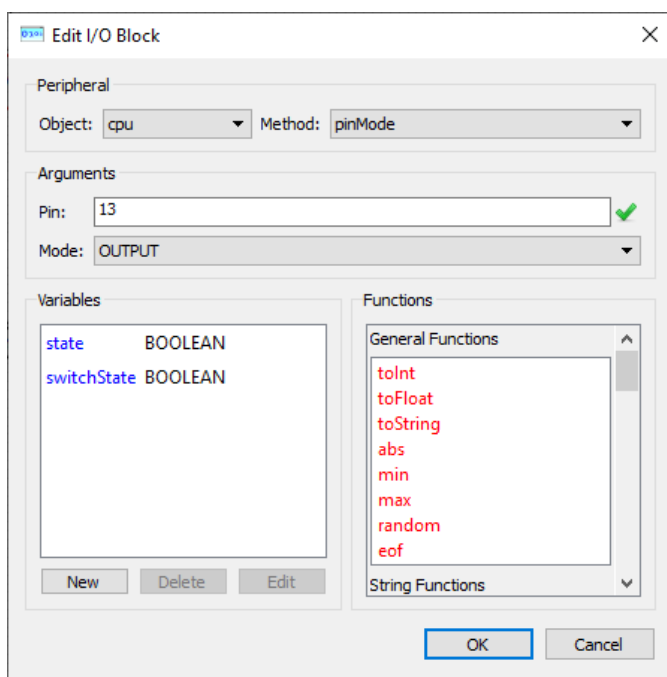 Edit I/O Block
Peripheral
Object: cpu Method: pinMode
Arguments
Pin: 13
Mode: OUTPUT
Variables
state BOOLEAN
switchState BOOLEAN
New Delete Edit
Functions
General Functions
toInt
toFloat
toString
abs
min
max
random
eof
String Functions
OK Cancel